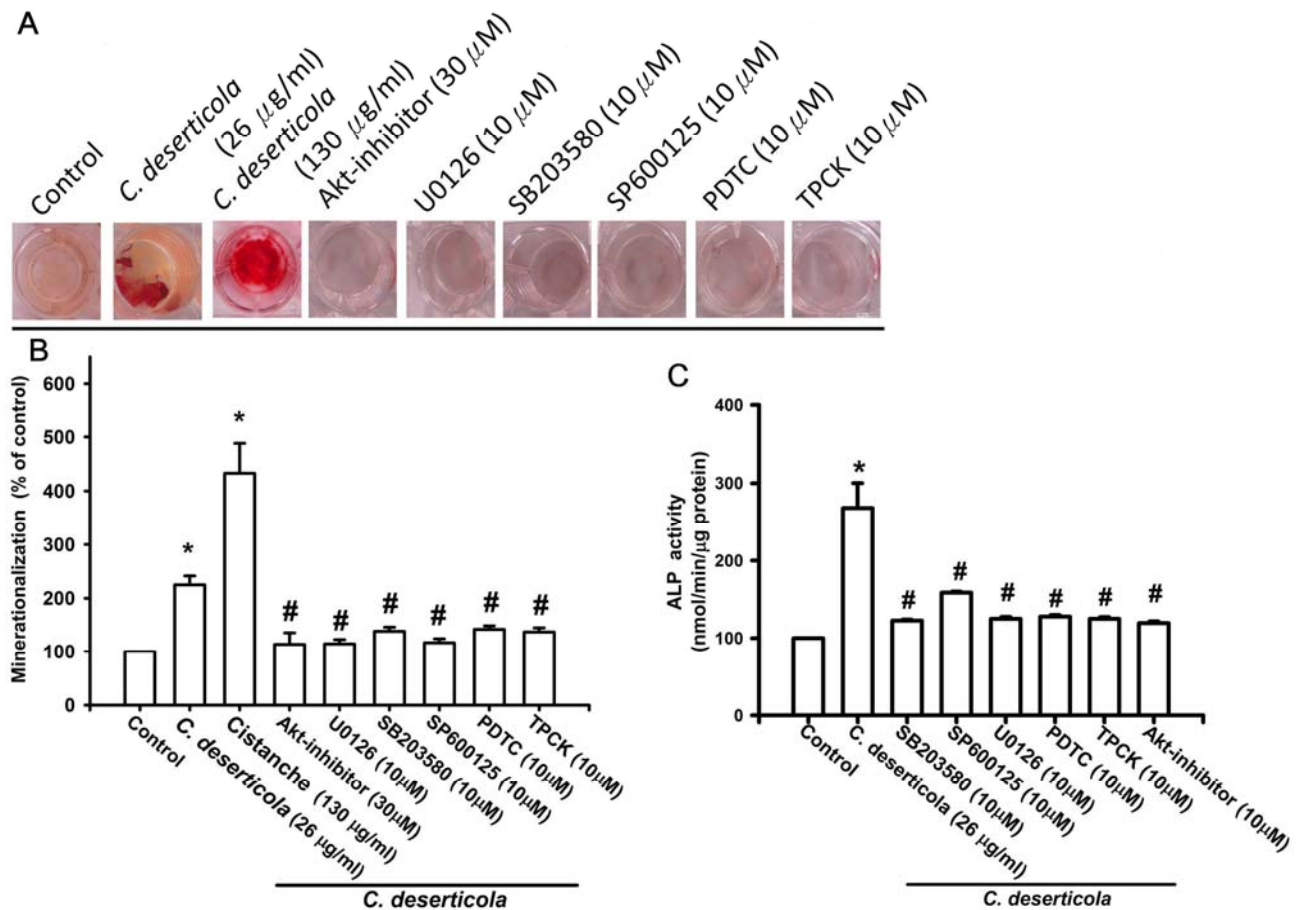 A
Control
C. deserticola
(26 μg/ml)
C. deserticola
(130 μg/ml)
Akt-inhibitor (30 μM)
U0126 (10 μM)
SB203580 (10 μM)
SP600125 (10 μM)
PDTC (10 μM)
TPCK (10 μM)
B
Minerationalization (% of control)
600
500
400
300
200
100
0
*
*
#
#
#
#
#
#
Control
C. deserticola (26 μg/ml)
Cistanche (130 μg/ml)
Akt-inhibitor (30μM)
U0126 (10μM)
SB203580 (10μM)
SP600125 (10μM)
PDTC (10μM)
TPCK (10μM)
C. deserticola
C
ALP activity
(nmol/min/μg protein)
400
300
200
100
0
*
#
#
#
#
#
#
Control
C. deserticola (26 μg/ml)
SB203580 (10μM)
SP600125 (10μM)
U0126 (10μM)
PDTC (10μM)
TPCK (10μM)
Akt-inhibitor (10μM)
C. deserticola